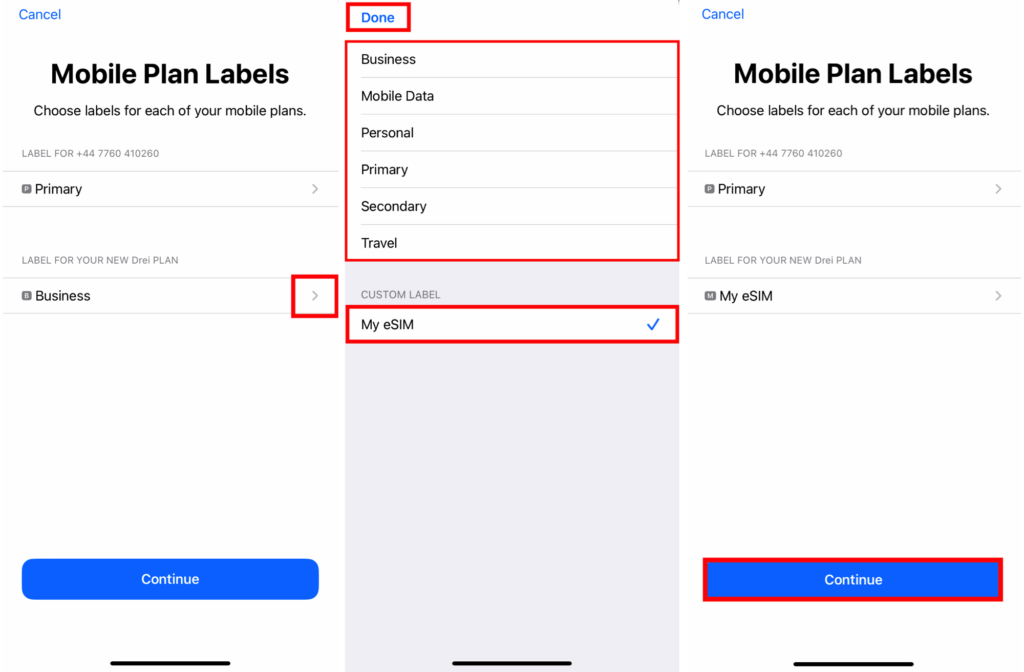 Cancel
Mobile Plan Labels
Choose labels for each of your mobile plans.
LABEL FOR +44 7760 410260
P Primary
LABEL FOR YOUR NEW Drei PLAN
B Business
Continue
Done
Business
Mobile Data
Personal
Primary
Secondary
Travel
CUSTOM LABEL
My eSIM
Cancel
Mobile Plan Labels
Choose labels for each of your mobile plans.
LABEL FOR +44 7760 410260
P Primary
LABEL FOR YOUR NEW Drei PLAN
M My eSIM
Continue